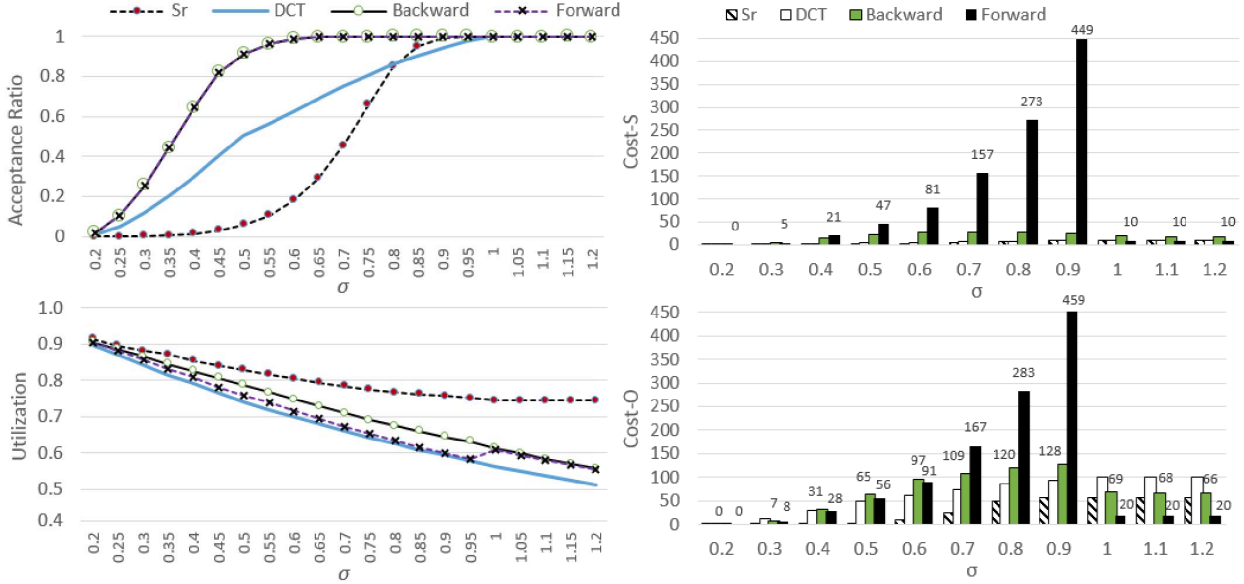 Sr DCT Backward Forward
Acceptance Ratio
1
0.8
0.6
0.4
0.2
0
0.2 0.25 0.3 0.35 0.4 0.45 0.5 0.55 0.6 0.65 0.7 0.75 0.8 0.85 0.9 0.95 1 1.05 1.1 1.15 1.2
σ
Utilization
1.0
0.9
0.8
0.7
0.6
0.5
0.4
0.2 0.25 0.3 0.35 0.4 0.45 0.5 0.55 0.6 0.65 0.7 0.75 0.8 0.85 0.9 0.95 1 1.05 1.1 1.15 1.2
σ
Sr DCT Backward Forward
Cost-S
450
400
350
300
250
200
150
100
50
0
0 5 21 47 81 157 273 449 10 10 10
0.2 0.3 0.4 0.5 0.6 0.7 0.8 0.9 1 1.1 1.2
σ
Cost-O
450
400
350
300
250
200
150
100
50
0
0 0 7 8 31 28 65 56 97 91 109 167 120 283 128 459 69 20 68 20 66 20
0.2 0.3 0.4 0.5 0.6 0.7 0.8 0.9 1 1.1 1.2
σ